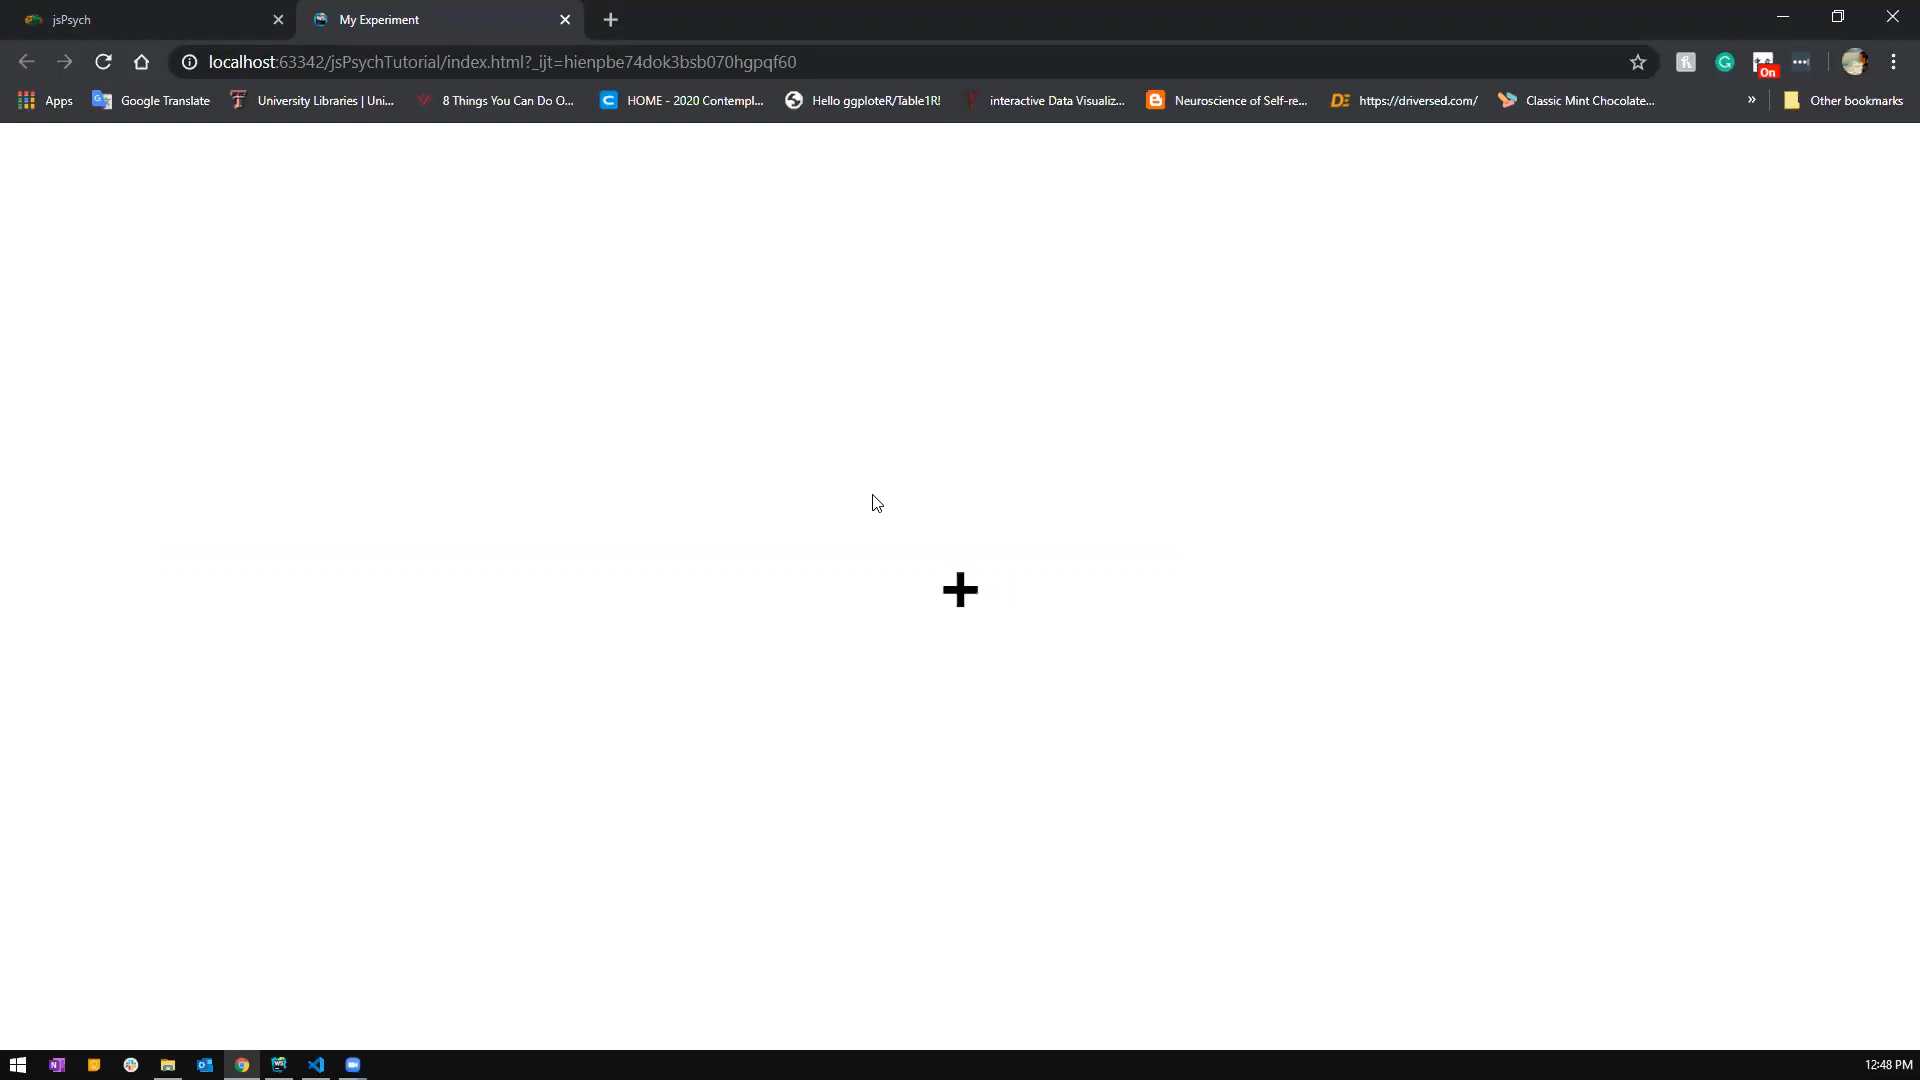 jsPsych
My Experiment
localhost:63342/jsPsychTutorial/index.html?_ijt=hienpbe74dok3bsb070hgpqf60
On
Apps
Google Translate
University Libraries | Uni...
8 Things You Can Do O...
HOME - 2020 Contempl...
Hello ggploteR/Table1R!
interactive Data Visualiz...
Neuroscience of Self-re...
https://driversed.com/
Classic Mint Chocolate...
»
Other bookmarks
+
12:48 PM